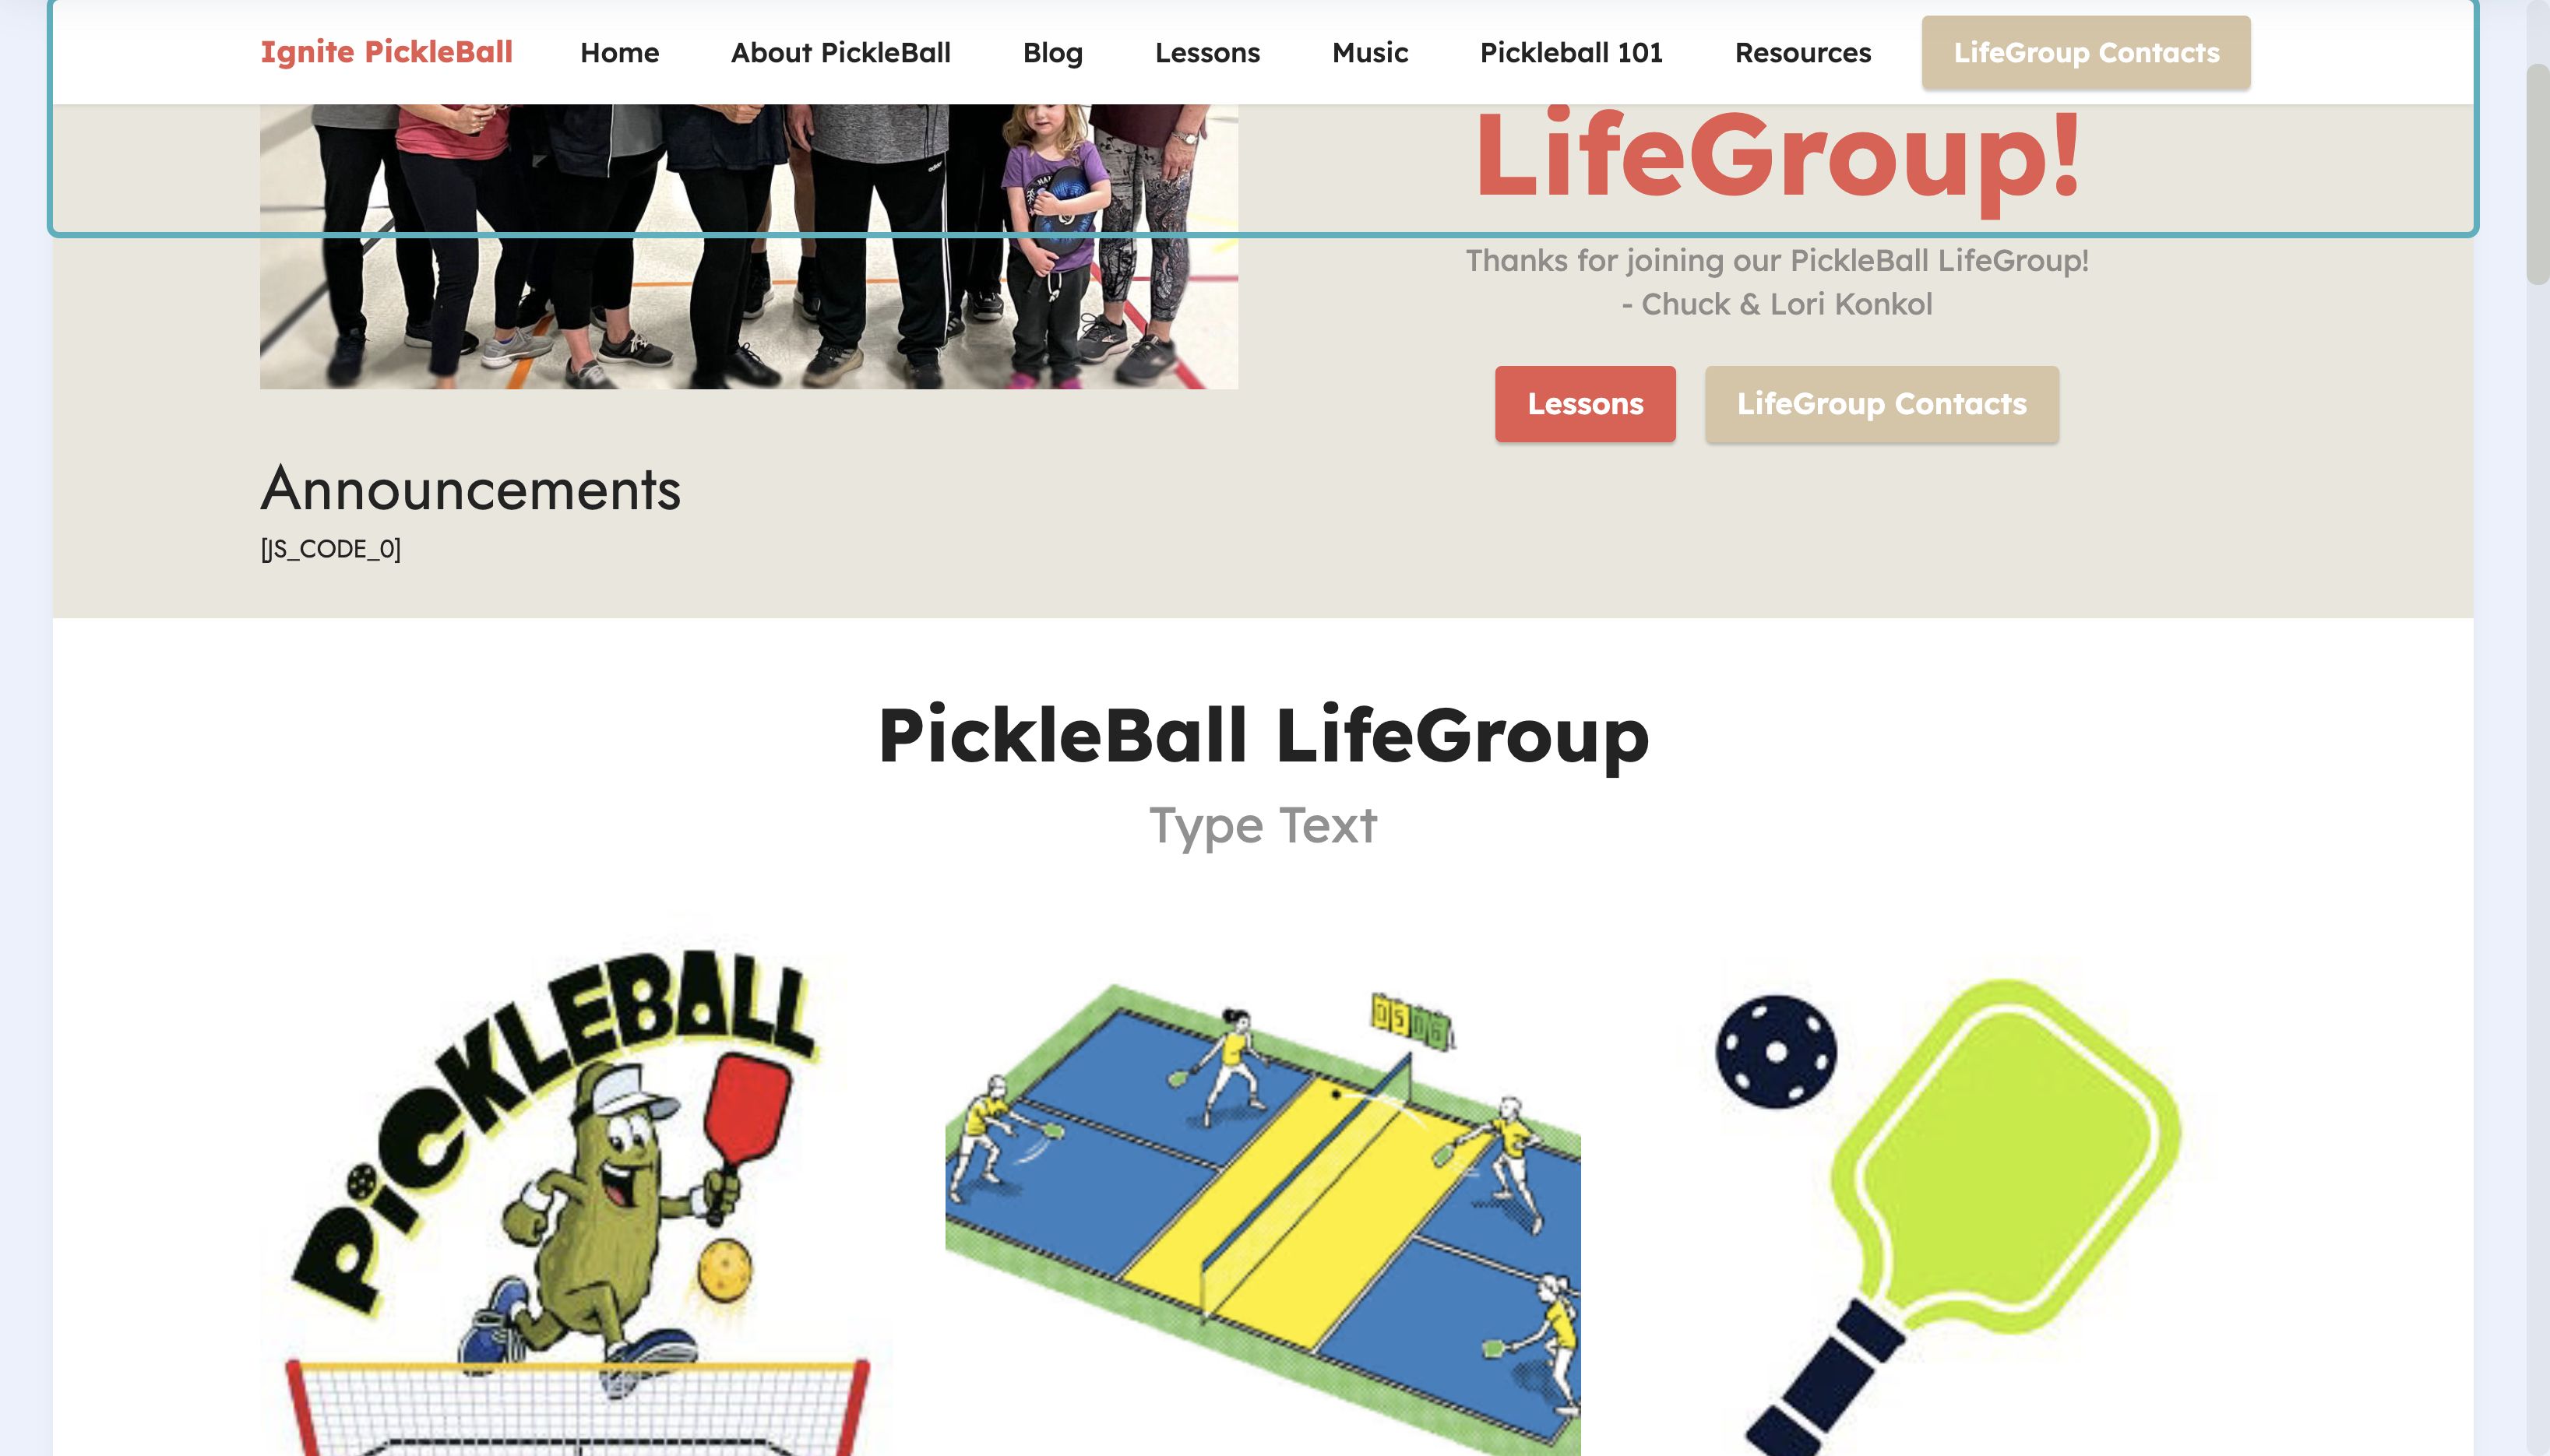 Ignite PickleBall Home About PickleBall Blog Lessons Music Pickleball 101 Resources LifeGroup Contacts
LifeGroup!
Thanks for joining our PickleBall LifeGroup!
- Chuck & Lori Konkol
Lessons LifeGroup Contacts
Announcements
[JS_CODE_0]
PickleBall LifeGroup
Type Text
PiCKLEBALL
0 5 0 6